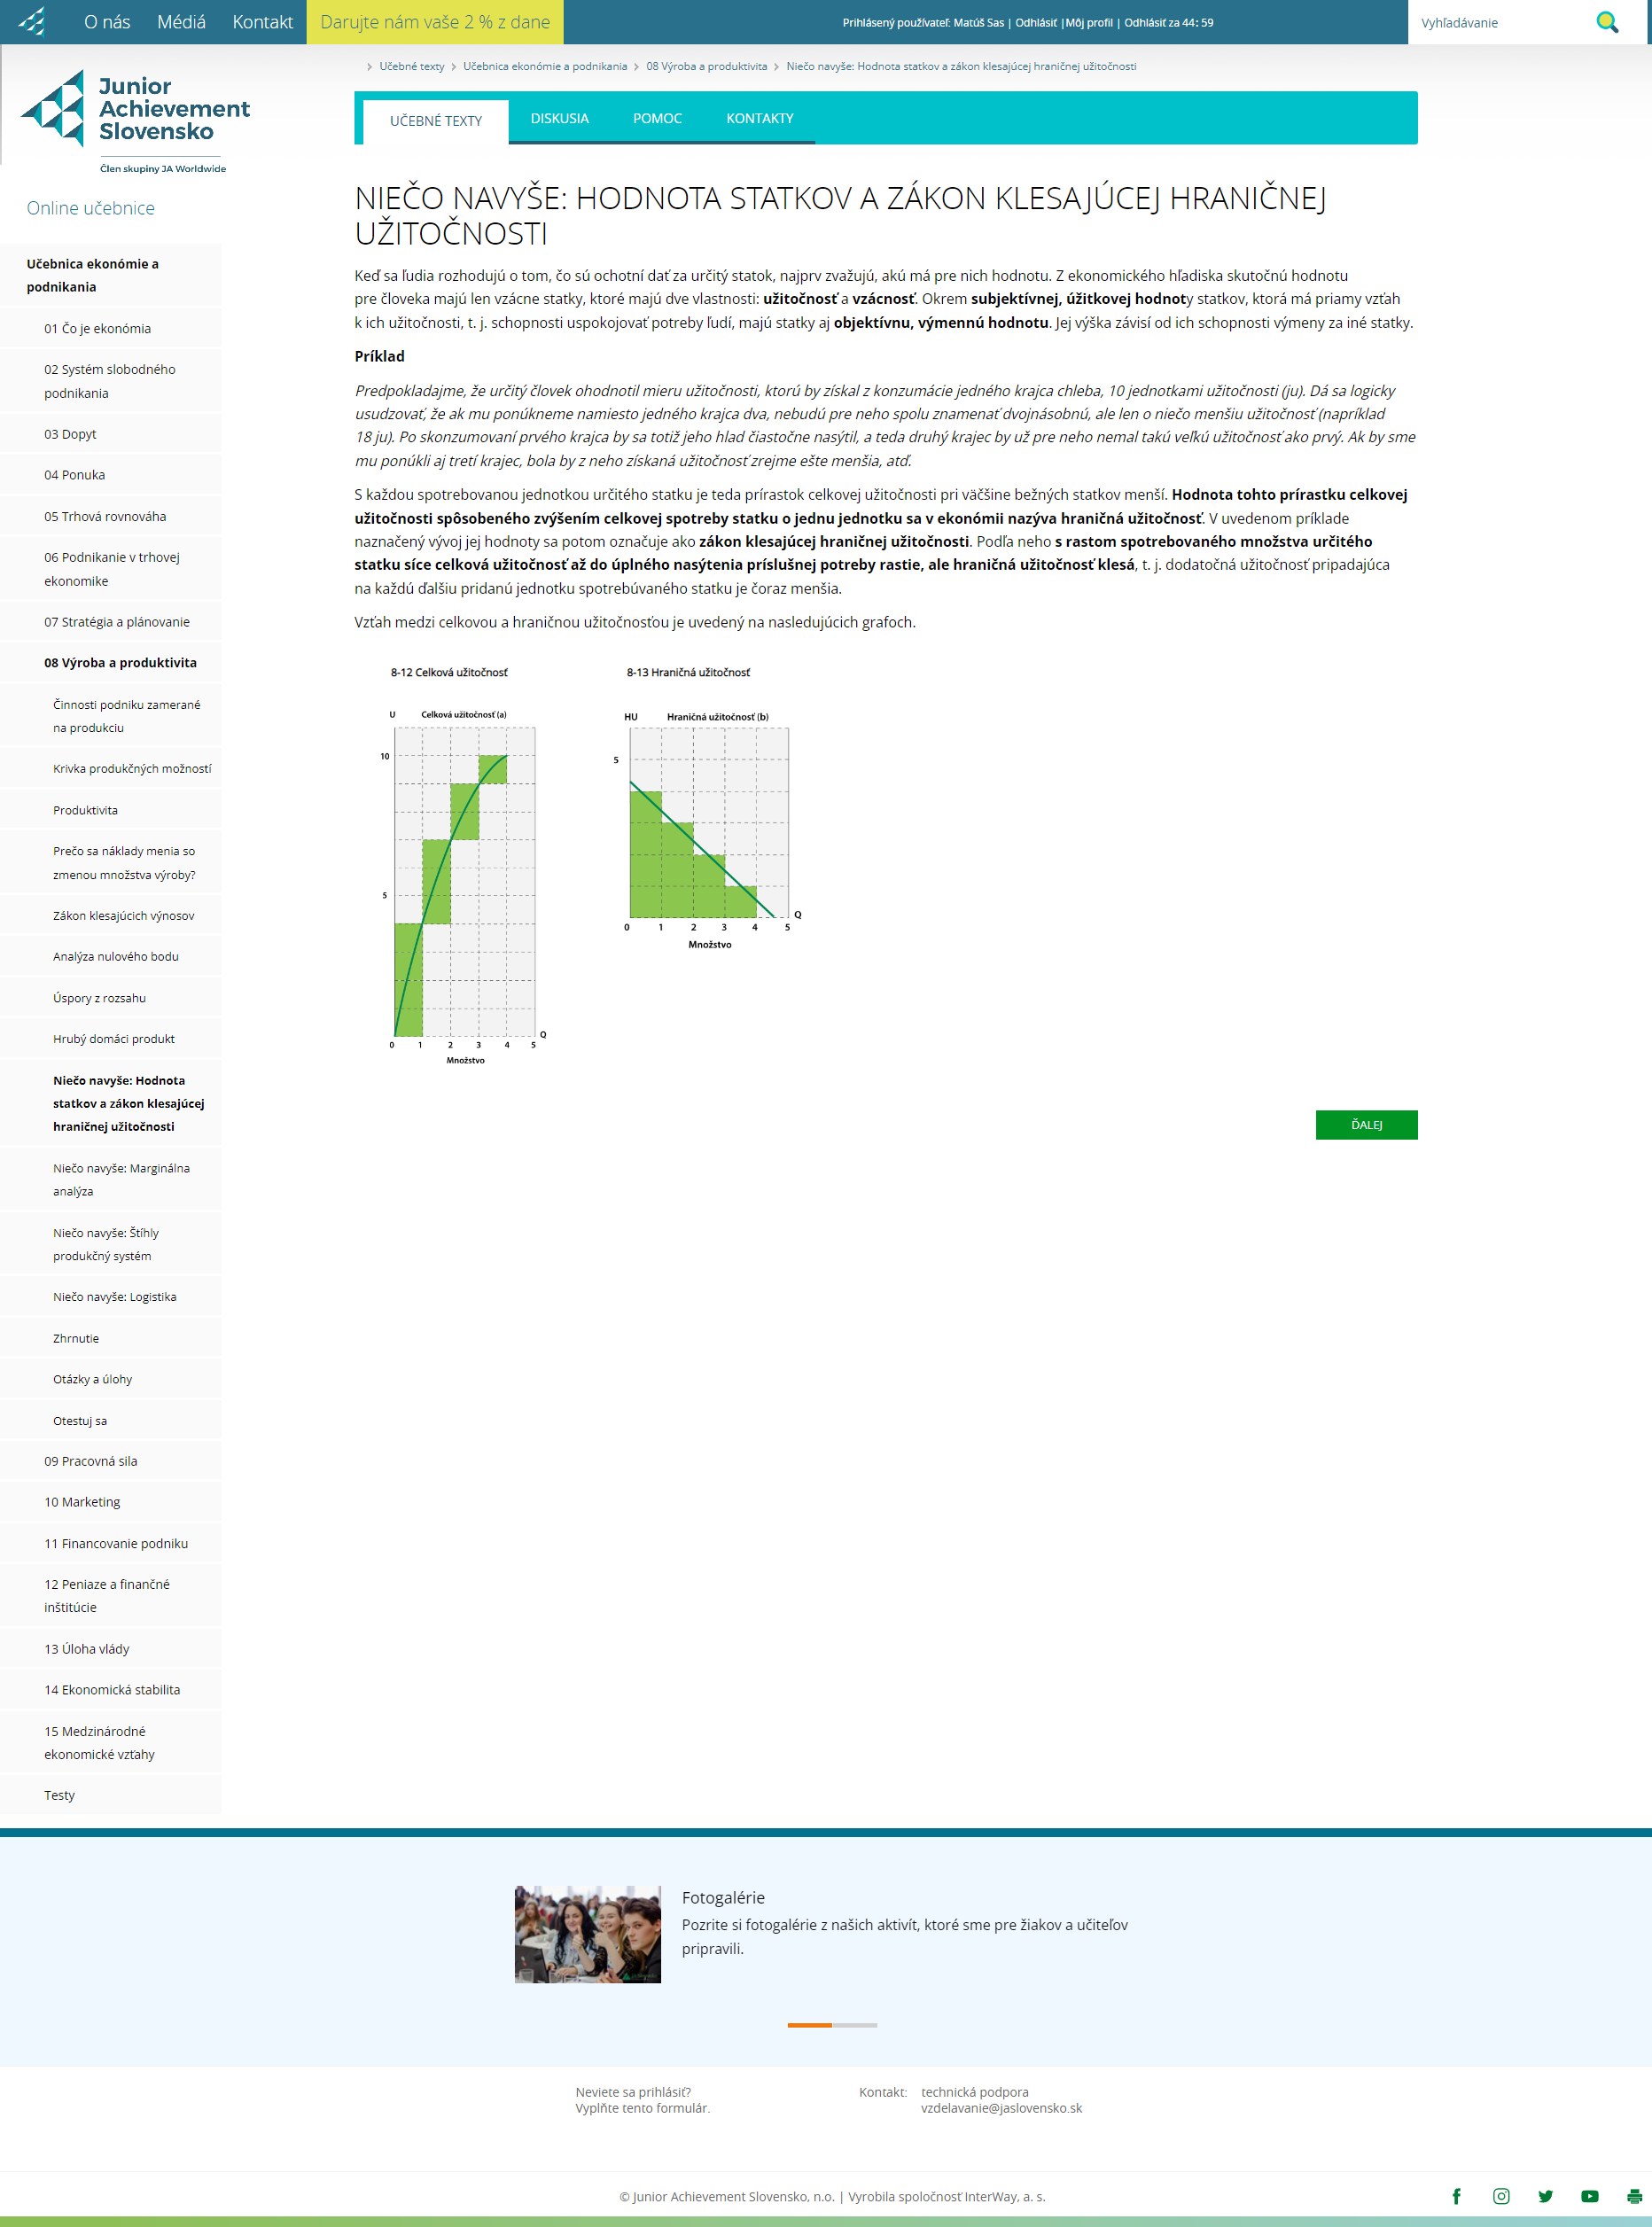 O nás Médiá Kontakt Darujte nám vaše 2 % z dane Prihlásený používateľ: Matúš Sas | Odhlásiť |Môj profil | Odhlásiť za 44: 59 Vyhľadávanie
Junior
Achievement
Slovensko
Člen skupiny JA Worldwide
Učebné texty Učebnica ekonómie a podnikania 08 Výroba a produktivita Niečo navyše: Hodnota statkov a zákon klesajúcej hraničnej užitočnosti
UČEBNÉ TEXTY DISKUSIA POMOC KONTAKTY
Online učebnice
Učebnica ekonómie a
podnikania
01 Čo je ekonómia
02 Systém slobodného
podnikania
03 Dopyt
04 Ponuka
05 Trhová rovnováha
06 Podnikanie v trhovej
ekonomike
07 Stratégia a plánovanie
08 Výroba a produktivita
Činnosti podniku zamerané
na produkciu
Krivka produkčných možností
Produktivita
Prečo sa náklady menia so
zmenou množstva výroby?
Zákon klesajúcich výnosov
Analýza nulového bodu
Úspory z rozsahu
Hrubý domáci produkt
Niečo navyše: Hodnota
statkov a zákon klesajúcej
hraničnej užitočnosti
Niečo navyše: Marginálna
analýza
Niečo navyše: Štíhly
produkčný systém
Niečo navyše: Logistika
Zhrnutie
Otázky a úlohy
Otestuj sa
09 Pracovná sila
10 Marketing
11 Financovanie podniku
12 Peniaze a finančné
inštitúcie
13 Úloha vlády
14 Ekonomická stabilita
15 Medzinárodné
ekonomické vzťahy
Testy
NIEČO NAVYŠE: HODNOTA STATKOV A ZÁKON KLESAJÚCEJ HRANIČNEJ
UŽITOČNOSTI
Keď sa ľudia rozhodujú o tom, čo sú ochotní dať za určitý statok, najprv zvažujú, akú má pre nich hodnotu. Z ekonomického hľadiska skutočnú hodnotu
pre človeka majú len vzácne statky, ktoré majú dve vlastnosti: užitočnosť a vzácnosť. Okrem subjektívnej, úžitkovej hodnoty statkov, ktorá má priamy vzťah
k ich užitočnosti, t. j. schopnosti uspokojovať potreby ľudí, majú statky aj objektívnu, výmennú hodnotu. Jej výška závisí od ich schopnosti výmeny za iné statky.
Príklad
Predpokladajme, že určitý človek ohodnotil mieru užitočnosti, ktorú by získal z konzumácie jedného krajca chleba, 10 jednotkami užitočnosti (ju). Dá sa logicky
usudzovať, že ak mu ponúkneme namiesto jedného krajca dva, nebudú pre neho spolu znamenať dvojnásobnú, ale len o niečo menšiu užitočnosť (napríklad
18 ju). Po skonzumovaní prvého krajca by sa totiž jeho hlad čiastočne nasýtil, a teda druhý krajec by už pre neho nemal takú veľkú užitočnosť ako prvý. Ak by sme
mu ponúkli aj tretí krajec, bola by z neho získaná užitočnosť zrejme ešte menšia, atď.
S každou spotrebovanou jednotkou určitého statku je teda prírastok celkovej užitočnosti pri väčšine bežných statkov menší. Hodnota tohto prírastku celkovej
užitočnosti spôsobeného zvýšením celkovej spotreby statku o jednu jednotku sa v ekonómii nazýva hraničná užitočnosť. V uvedenom príklade
naznačený vývoj jej hodnoty sa potom označuje ako zákon klesajúcej hraničnej užitočnosti. Podľa neho s rastom spotrebovaného množstva určitého
statku síce celková užitočnosť až do úplného nasýtenia príslušnej potreby rastie, ale hraničná užitočnosť klesá, t. j. dodatočná užitočnosť pripadajúca
na každú ďalšiu pridanú jednotku spotrebúvaného statku je čoraz menšia.
Vzťah medzi celkovou a hraničnou užitočnosťou je uvedený na nasledujúcich grafoch.
8-12 Celková užitočnosť
U Celková užitočnosť (a)
10
5
Q
0 1 2 3 4 5
Množstvo
8-13 Hraničná užitočnosť
HU Hraničná užitočnosť (b)
5
Q
0 1 2 3 4 5
Množstvo
ĎALEJ
Fotogalérie
Pozrite si fotogalérie z našich aktivít, ktoré sme pre žiakov a učiteľov
pripravili.
Neviete sa prihlásiť?
Vyplňte tento formulár.
Kontakt: technická podpora
vzdelavanie@jaslovensko.sk
© Junior Achievement Slovensko, n.o. | Vyrobila spoločnosť InterWay, a. s.